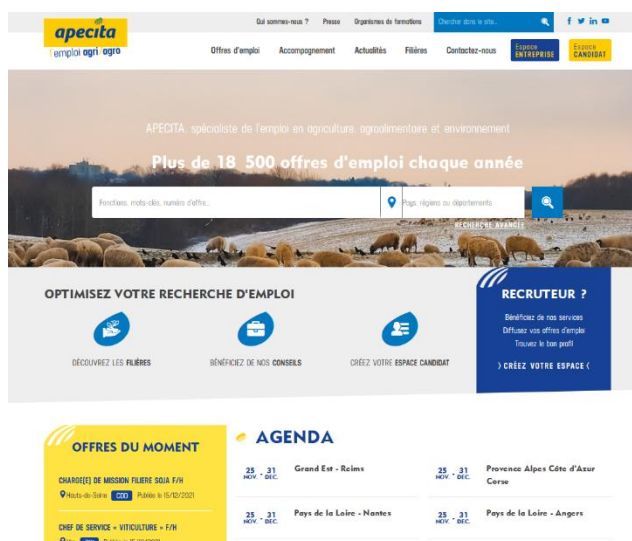 apecita
l'emploi agri agro
Qui sommes-nous ? Presse Organismes de formations Chercher dans le site...
Offres d'emploi Accompagnement Actualités Filières Contactez-nous Espace ENTREPRISE Espace CANDIDAT
APECITA, spécialiste de l'emploi en agriculture, agroalimentaire et environnement
Plus de 18 500 offres d'emploi chaque année
Fonctions, mots-clés, numéro d'offre... Pays, régions ou départements
RECHERCHE AVANCÉE
OPTIMISEZ VOTRE RECHERCHE D'EMPLOI
DÉCOUVREZ LES FILIÈRES
BÉNÉFICIEZ DE NOS CONSEILS
CRÉEZ VOTRE ESPACE CANDIDAT
RECRUTEUR ?
Bénéficiez de nos services
Diffusez vos offres d'emploi
Trouvez le bon profil
CRÉEZ VOTRE ESPACE
OFFRES DU MOMENT
CHARGE(E) DE MISSION FILIERE SOJA F/H
Hauts-de-Seine CDD Publiée le 15/12/2021
CHEF DE SERVICE « VITICULTURE » F/H
AGENDA
25 NOV. - 31 DEC. Grand Est - Reims
25 NOV. - 31 DEC. Provence Alpes Côte d'Azur Corse
25 NOV. - 31 DEC. Pays de la Loire - Nantes
25 NOV. - 31 DEC. Pays de la Loire - Angers